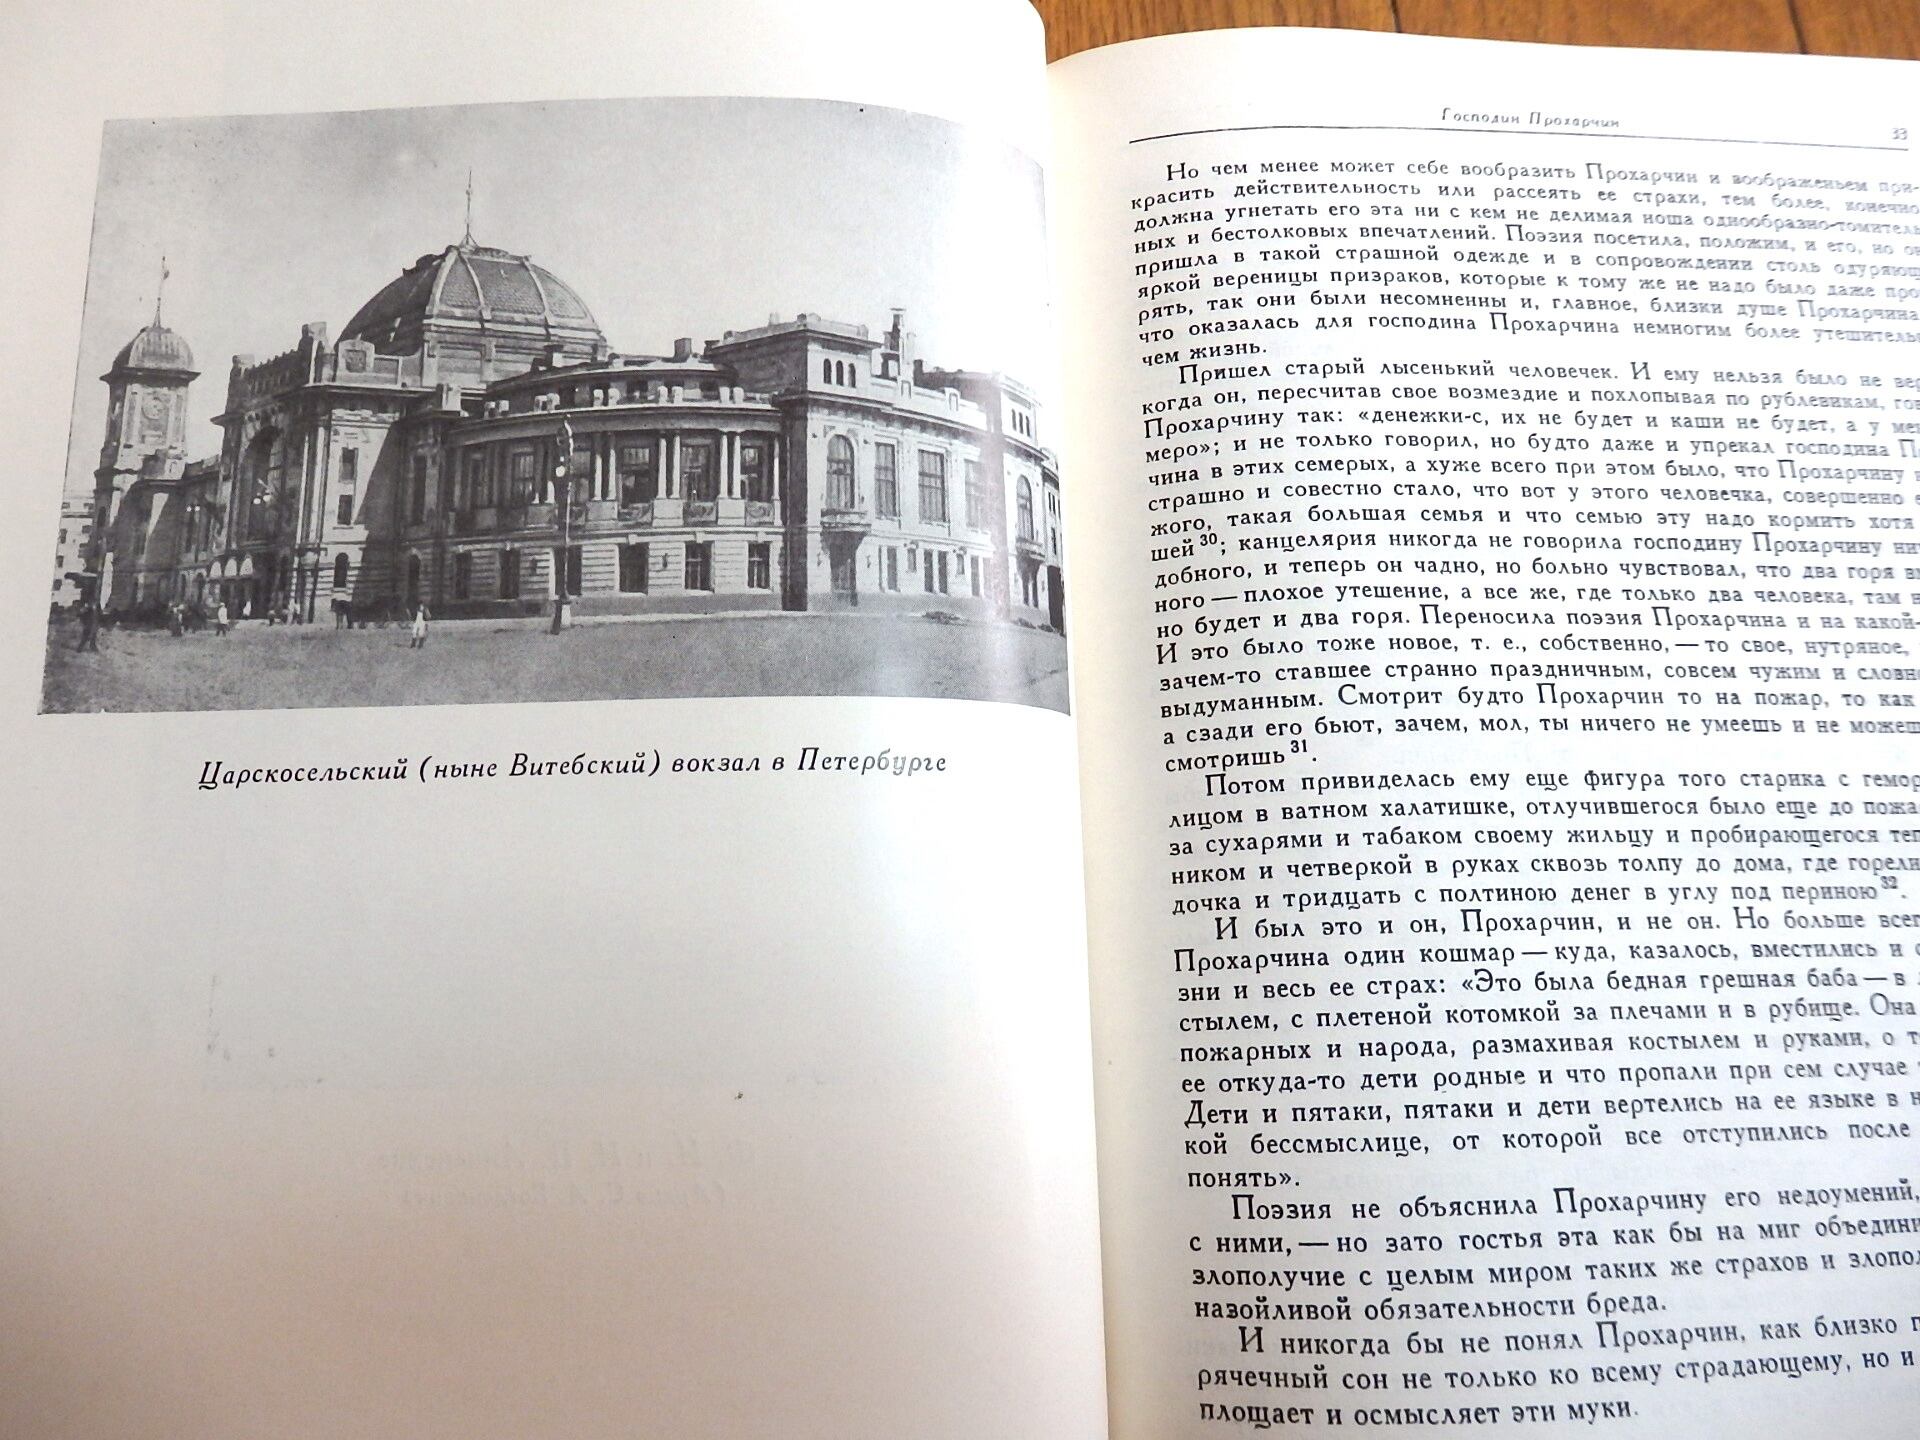 Царскосельский (ныне Витебский) вокзал в Петербурге
Господин Прохарчин
33
Но чем менее может себе вообразить Прохарчин и воображеньем при-
красить действительность или рассеять ее страхи, тем более, конечно,
должна угнетать его эта ни с кем не делимая ноша однообразно-томитель
ных и бестолковых впечатлений. Поэзия посетила, положим, и его, но
пришла в такой страшной одежде и в сопровождении столь одуряющ
яркой вереницы призраков, которые к тому же не надо было даже про
рять, так они были несомненны и, главное, близки душе Прохарчина
что оказалась для господина Прохарчина немногим более утешитель
чем жизнь.
Пришел старый лысенький человечек. И ему нельзя было не вер
когда он, пересчитав свое возмездие и похлопывая по рублевикам, гов
Прохарчину так: «денежки-с, их не будет и каши не будет, а у ме
меро»; и не только говорил, но будто даже и упрекал господина П
чина в этих семерых, а хуже всего при этом было, что Прохарчину
страшно и совестно стало, что вот у этого человечка, совершенно
жого, такая большая семья и что семью эту надо кормить хотя
шей 30; канцелярия никогда не говорила господину Прохарчину ни
добного, и теперь он чадно, но больно чувствовал, что два горя в
ного — плохое утешение, а все же, где только два человека, там
но будет и два горя. Переносила поэзия Прохарчина и на какой-
И это было тоже новое, т. е., собственно, — то свое, нутряное,
зачем-то ставшее странно праздничным, совсем чужим и словн
выдуманным. Смотрит будто Прохарчин то на пожар, то как
а сзади его бьют, зачем, мол, ты ничего не умеешь и не можеш
смотришь 31.
Потом привиделась ему еще фигура того старика с гемор
лицом в ватном халатишке, отлучившегося было еще до пожа
за сухарями и табаком своему жильцу и пробирающегося теп
ником и четверкой в руках сквозь толпу до дома, где горели
дочка и тридцать с полтиною денег в углу под периною 32.
И был это и он, Прохарчин, и не он. Но больше всег
Прохарчина один кошмар — куда, казалось, вместились и
зни и весь ее страх: «Это была бедная грешная баба — в
стылем, с плетеной котомкой за плечами и в рубище. Она
пожарных и народа, размахивая костылем и руками, о т
ее откуда-то дети родные и что пропали при сем случае
Дети и пятаки, пятаки и дети вертелись на ее языке в н
кой бессмыслице, от которой все отступились после
понять».
Поэзия не объяснила Прохарчину его недоумений,
с ними, — но зато гостья эта как бы на миг объедини
злополучие с целым миром таких же страхов и злопол
назойливой обязательности бреда.
И никогда бы не понял Прохарчин, как близко г
рячечный сон не только ко всему страдающему, но и
площает и осмысляет эти муки.